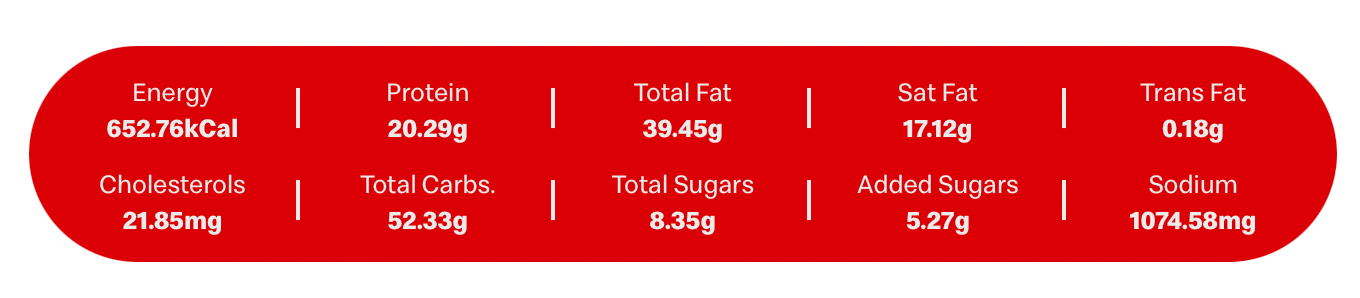 Energy Protein Total Fat Sat Fat Trans Fat
652.76kCal 20.29g 39.45g 17.12g 0.18g
Cholesterols Total Carbs. Total Sugars Added Sugars Sodium
21.85mg 52.33g 8.35g 5.27g 1074.58mg